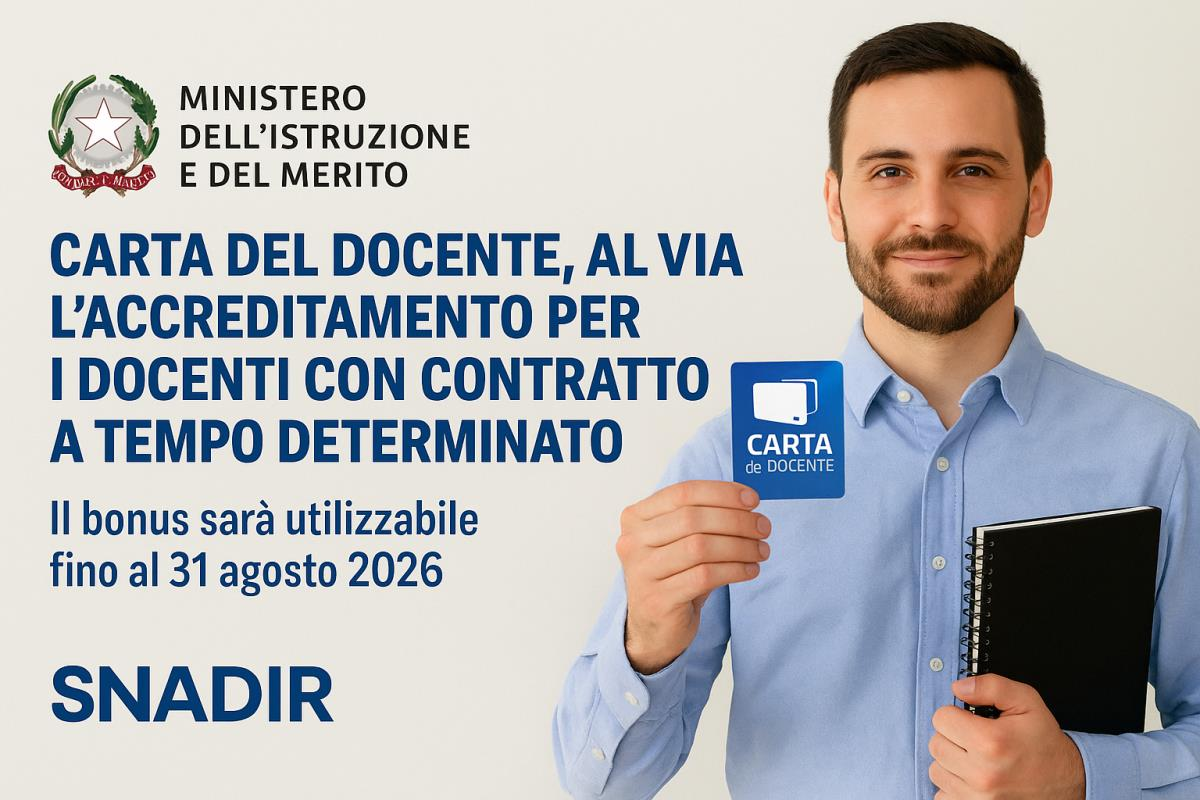 MINISTERO
DELL'ISTRUZIONE
E DEL MERITO
CARTA DEL DOCENTE, AL VIA
L'ACCREDITAMENTO PER
I DOCENTI CON CONTRATTO
A TEMPO DETERMINATO
Il bonus sarà utilizzabile
fino al 31 agosto 2026
SNADIR
CARTA
de DOCENTE